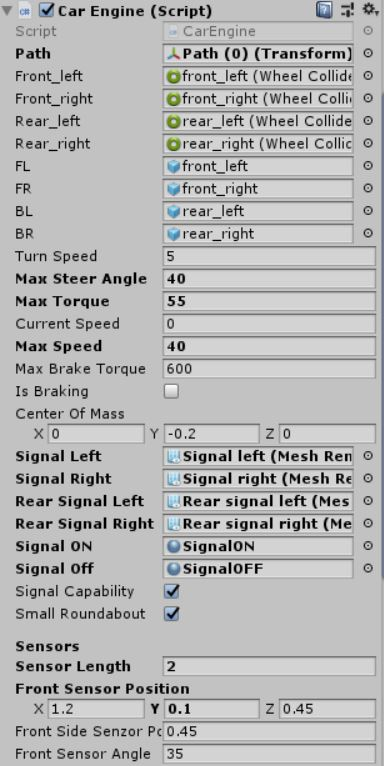 Car Engine (Script)
Script CarEngine
Path Path (0) (Transform)
Front_left front_left (Wheel Collide
Front_right front_right (Wheel Colli
Rear_left rear_left (Wheel Collide
Rear_right rear_right (Wheel Collic
FL front_left
FR front_right
BL rear_left
BR rear_right
Turn Speed 5
Max Steer Angle 40
Max Torque 55
Current Speed 0
Max Speed 40
Max Brake Torque 600
Is Braking
Center Of Mass
X 0 Y -0.2 Z 0
Signal Left Signal left (Mesh Ren
Signal Right Signal right (Mesh Re
Rear Signal Left Rear signal left (Mes
Rear Signal Right Rear signal right (Me
Signal ON SignalON
Signal Off SignalOFF
Signal Capability
Small Roundabout
Sensors
Sensor Length 2
Front Sensor Position
X 1.2 Y 0.1 Z 0.45
Front Side Senzor Po 0.45
Front Sensor Angle 35